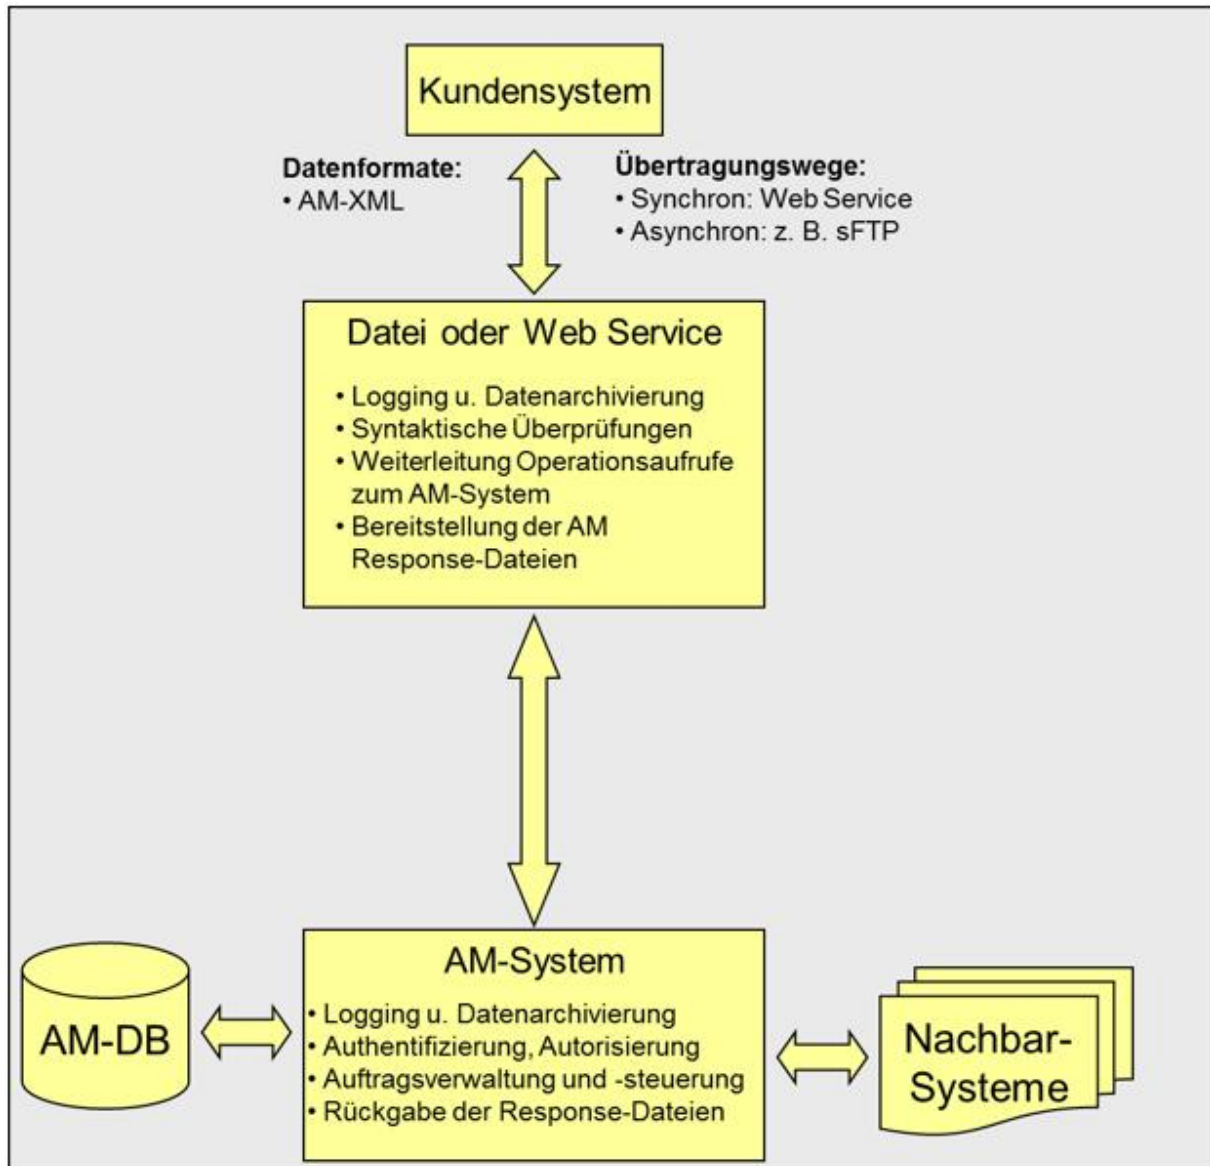 Kundensystem
Datenformate:
• AM-XML
Übertragungswege:
• Synchron: Web Service
• Asynchron: z. B. sFTP
Datei oder Web Service
• Logging u. Datenarchivierung
• Syntaktische Überprüfungen
• Weiterleitung Operationsaufrufe
zum AM-System
• Bereitstellung der AM
Response-Dateien
AM-System
• Logging u. Datenarchivierung
• Authentifizierung, Autorisierung
• Auftragsverwaltung und -steuerung
• Rückgabe der Response-Dateien
AM-DB
Nachbar-
Systeme